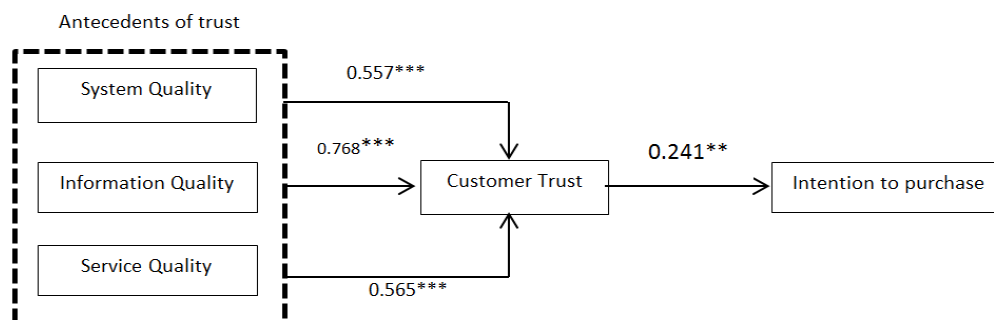 Antecedents of trust
System Quality
0.557***
Information Quality
0.768***
Customer Trust
0.241**
Intention to purchase
Service Quality
0.565***